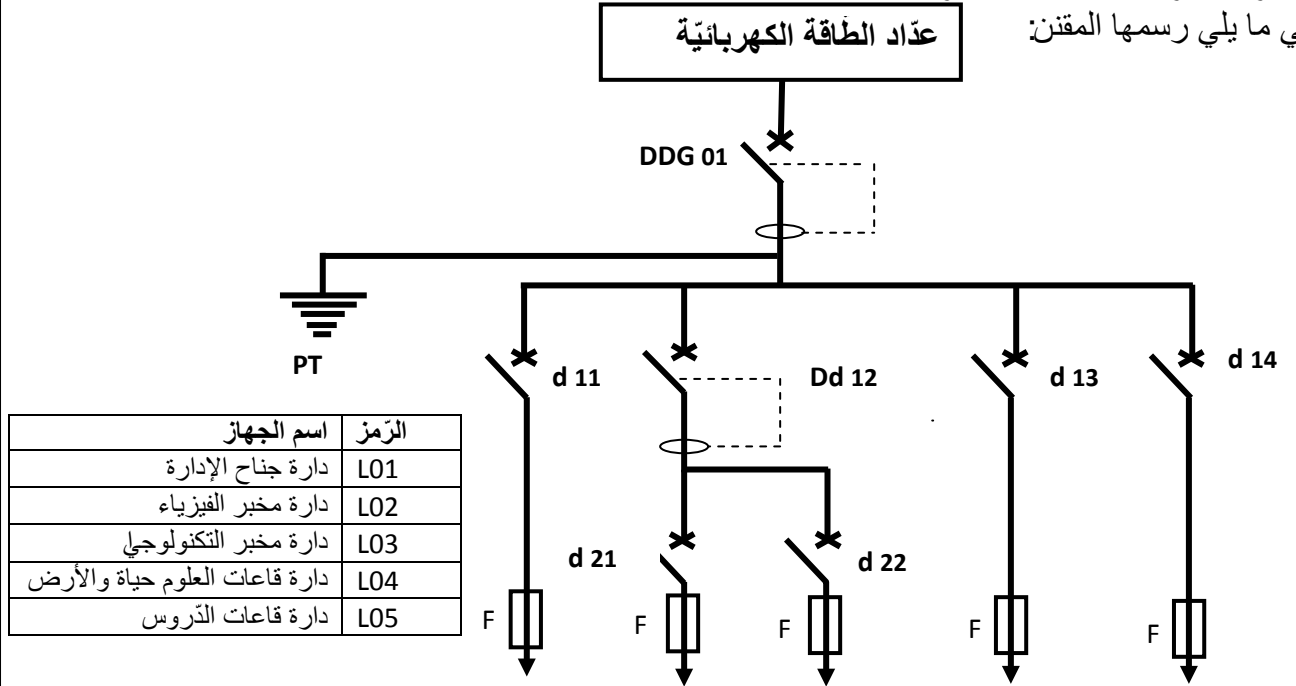 ي ما يلي رسمها المقنن:
عدّاد الطاقة الكهربائيّة
DDG 01
PT
d 11
Dd 12
d 13
d 14
d 21
d 22
الرّمز اسم الجهاز
L01 دارة جناح الإدارة
L02 دارة مخبر الفيزياء
L03 دارة مخبر التكنولوجيا
L04 دارة قاعات العلوم حياة والأرض
L05 دارة قاعات الدّروس
F
F
F
F
F